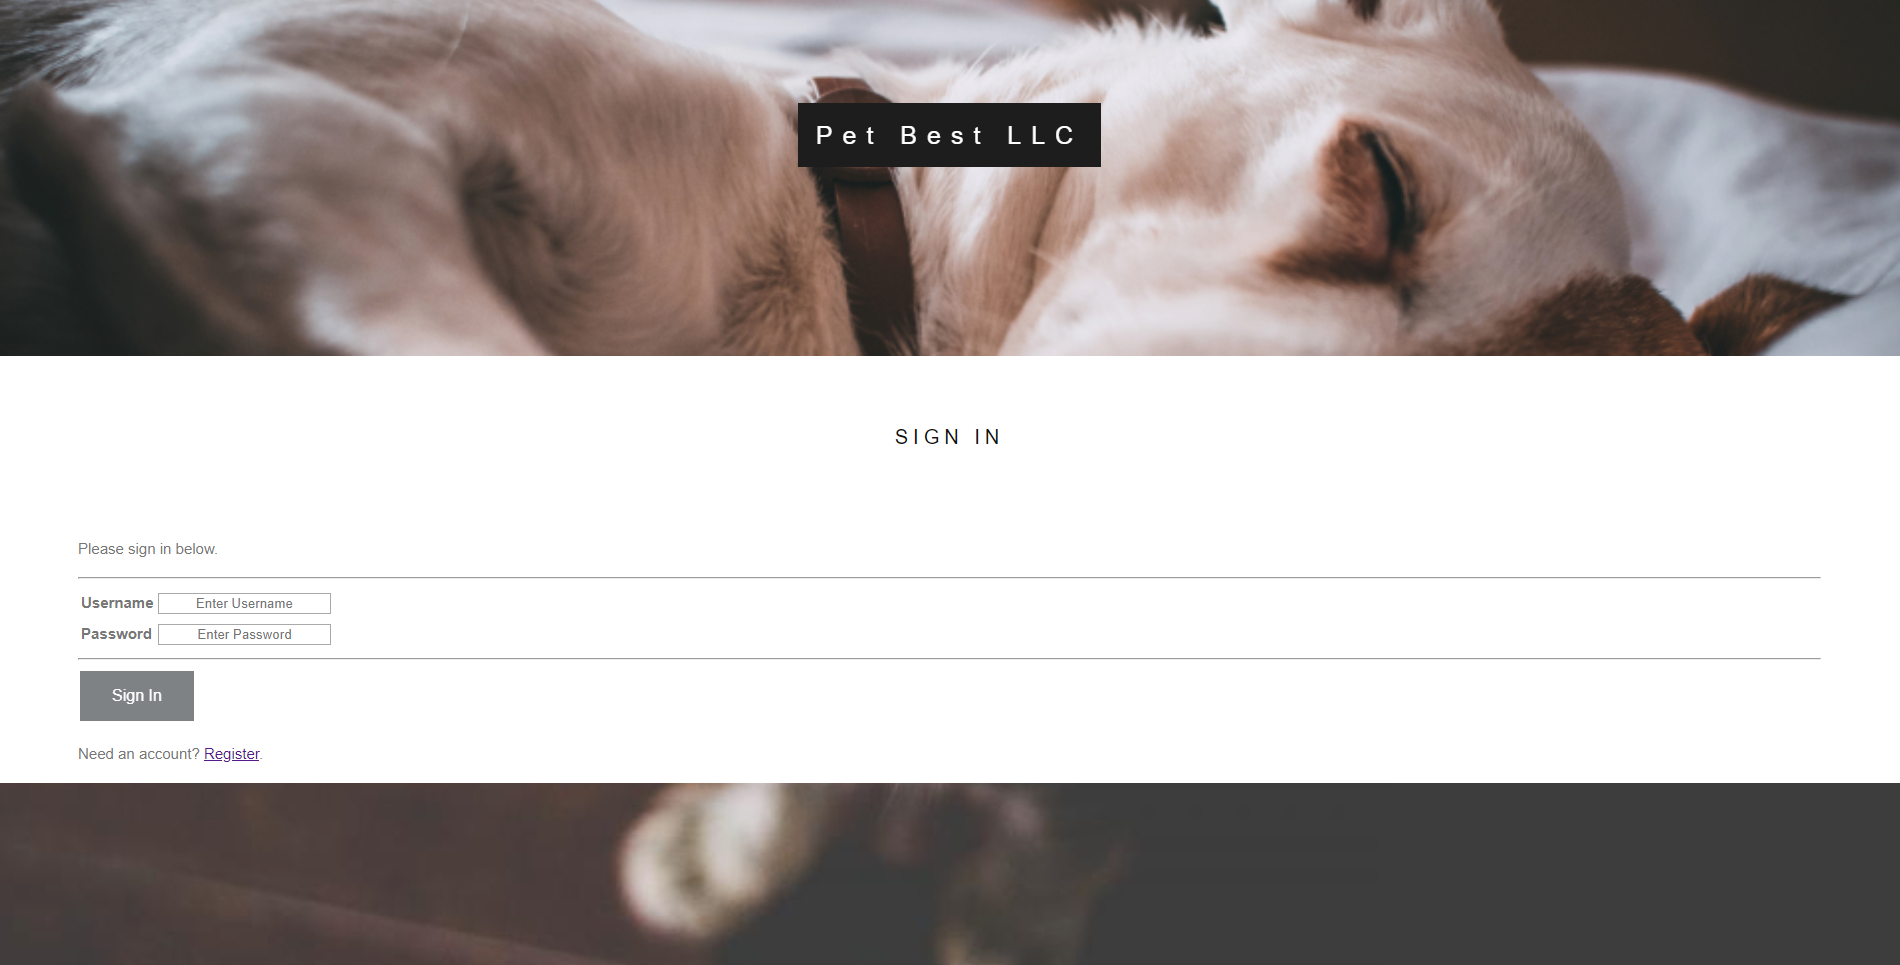 Pet Best LLC
SIGN IN
Please sign in below.
Username Enter Username
Password Enter Password
Sign In
Need an account? Register.